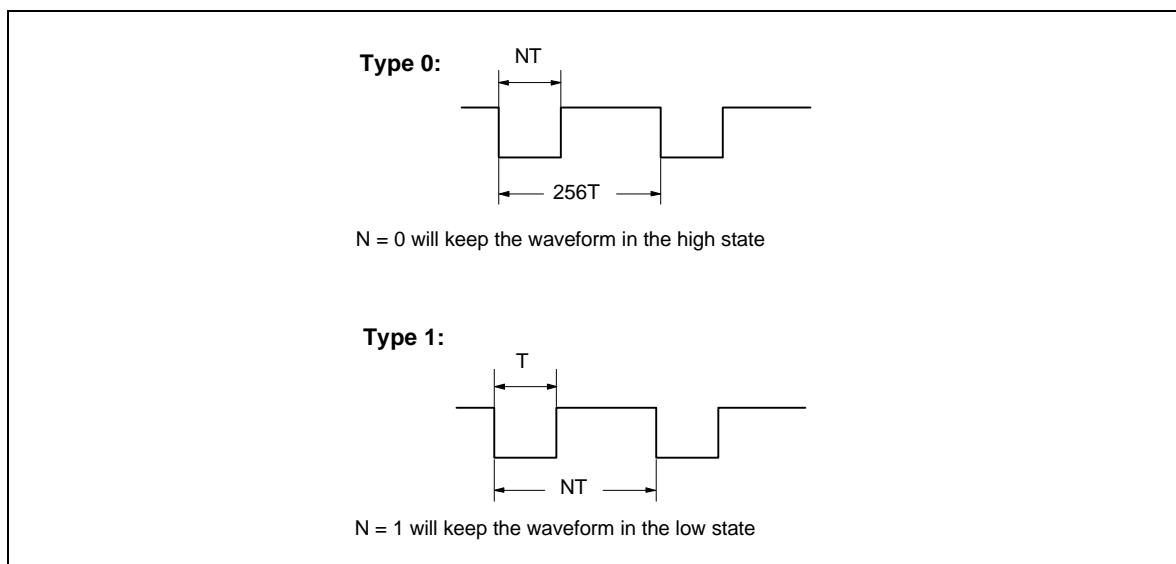 Type 0:
NT
256T
N = 0 will keep the waveform in the high state
Type 1:
T
NT
N = 1 will keep the waveform in the low state